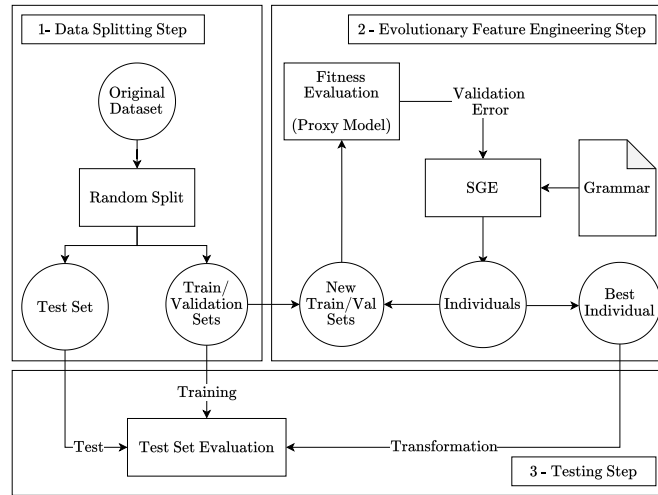 1- Data Splitting Step
2 - Evolutionary Feature Engineering Step
Original
Dataset
Fitness
Evaluation
(Proxy Model)
Validation
Error
Random Split
SGE
Grammar
Test Set
Train/
Validation
Sets
New
Train/Val
Sets
Individuals
Best
Individual
Training
Test
Test Set Evaluation
Transformation
3 - Testing Step